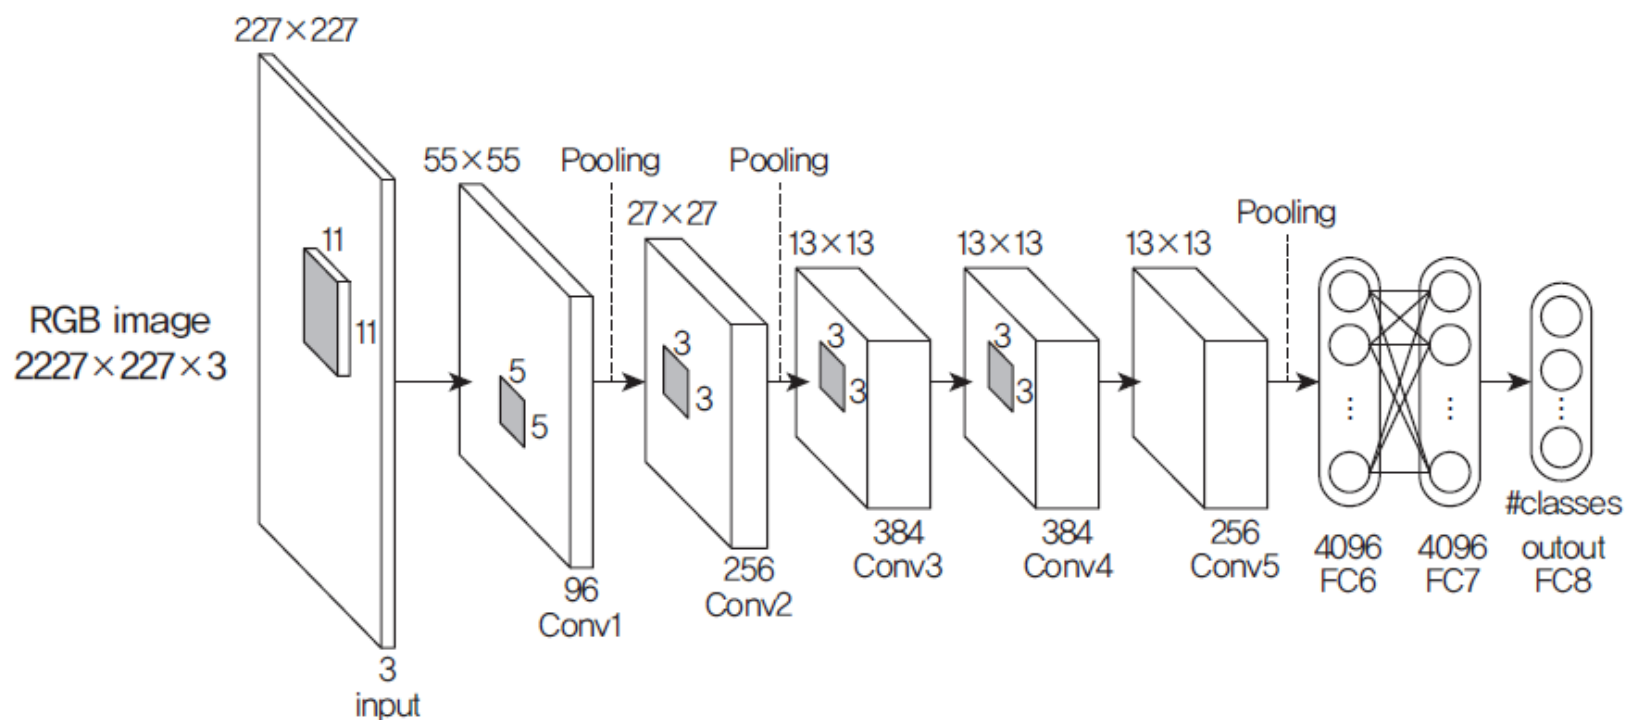 RGB image
2227×227×3
227×227
11
11
3
input
55×55
5
5
96
Conv1
Pooling
27×27
3
3
256
Conv2
Pooling
13×13
3
3
384
Conv3
13×13
3
3
384
Conv4
13×13
256
Conv5
Pooling
4096
FC6
4096
FC7
#classes
outout
FC8